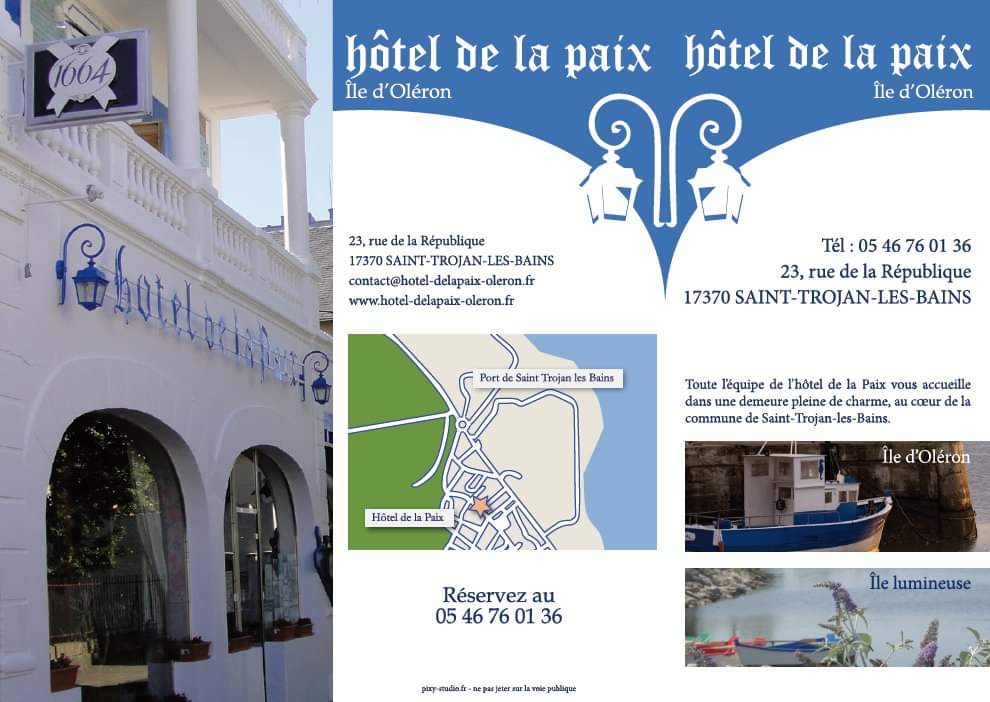 1664
hotel de la Paix
hôtel de la paix
Île d'Oléron
23, rue de la République
17370 SAINT-TROJAN-LES-BAINS
contact@hotel-delapaix-oleron.fr
www.hotel-delapaix-oleron.fr
Port de Saint Trojan les Bains
Hôtel de la Paix
Réservez au
05 46 76 01 36
pixy-studio.fr - ne pas jeter sur la voie publique
hôtel de la paix
Île d'Oléron
Tél : 05 46 76 01 36
23, rue de la République
17370 SAINT-TROJAN-LES-BAINS
Toute l'équipe de l'hôtel de la Paix vous accueille
dans une demeure pleine de charme, au cœur de la
commune de Saint-Trojan-les-Bains.
Île d'Oléron
Île lumineuse